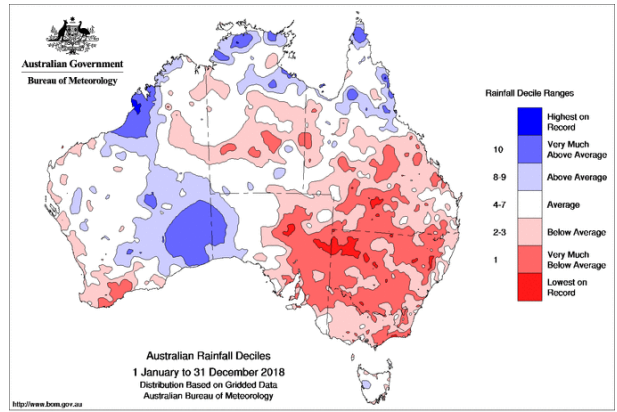 Australian Government
Bureau of Meteorology
Rainfall Decile Ranges
Highest on
Record
10
Very Much
Above Average
8-9
Above Average
4-7
Average
2-3
Below Average
1
Very Much
Below Average
Lowest on
Record
Australian Rainfall Deciles
1 January to 31 December 2018
Distribution Based on Gridded Data
Australian Bureau of Meteorology
http://www.bom.gov.au